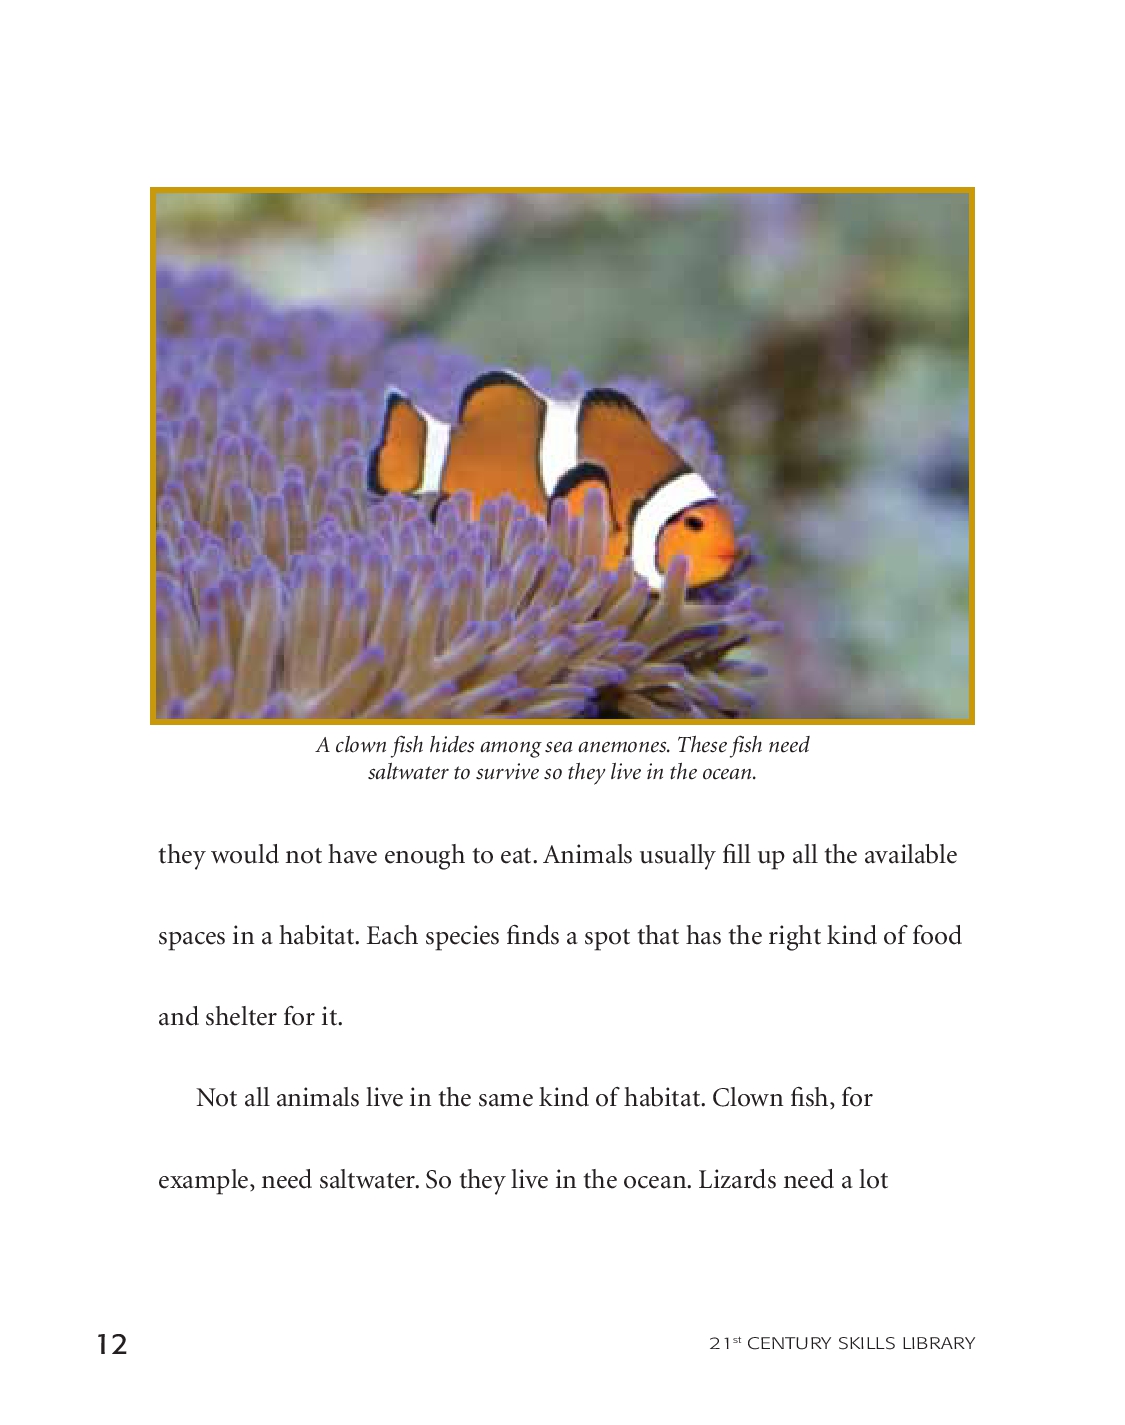 A clown fish hides among sea anemones. These fish need
saltwater to survive so they live in the ocean.
they would not have enough to eat. Animals usually fill up all the available
spaces in a habitat. Each species finds a spot that has the right kind of food
and shelter for it.
Not all animals live in the same kind of habitat. Clown fish, for
example, need saltwater. So they live in the ocean. Lizards need a lot
12
21st CENTURY SKILLS LIBRARY